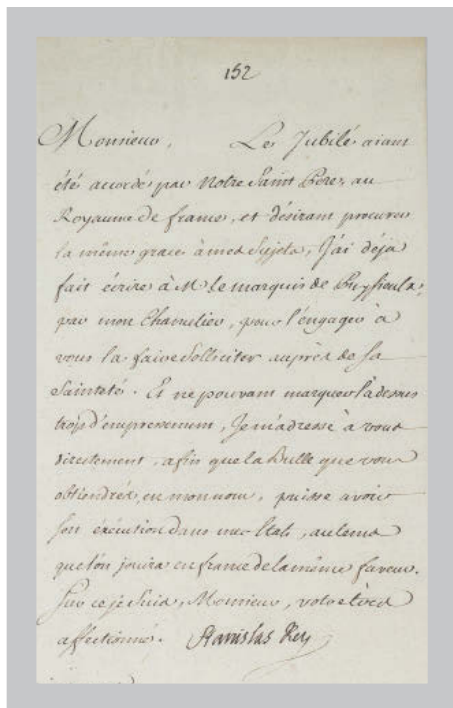 152
Monsieur, Le Jubilé aiant
été accordé par Notre Saint Pere, au
Royaume de france, et désirant procurer
la même grace à mes Sujets, J'ai déja
fait écrire à M. le marquis de Puysieulx,
par mon Chancelier, pour l'engager à
vous la faire Solliciter auprès de Sa
Sainteté. Et ne pouvant marquer là dessus
trop d'empressement, Je m'adresse à vous
directement, afin que la Bulle que vous
obtiendrés, en mon nom, puisse avoir
Son éxécution dans mes Etats, au tems
que l'on jouira en france de la même faveur.
Sur ce je Suis, Monsieur, votre très
affectionné. Stanislas Roy